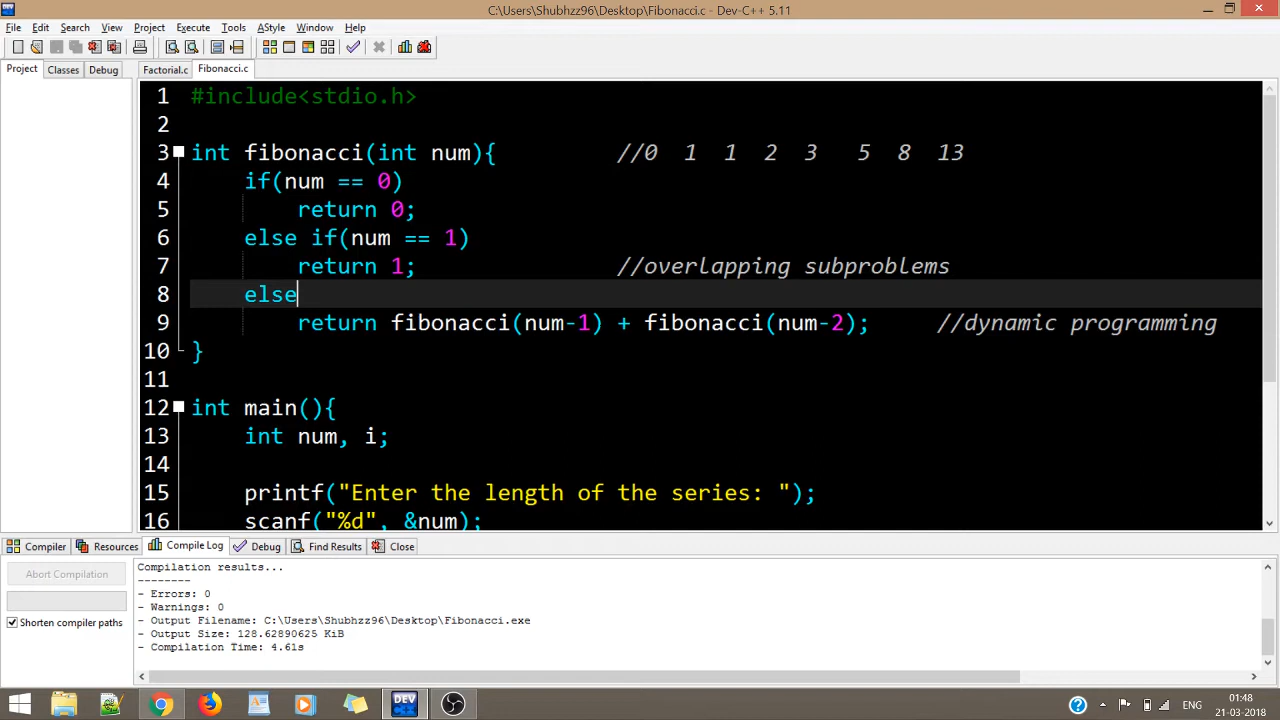 C:\Users\Shubhzz96\Desktop\Fibonacci.c - Dev-C++ 5.11
File Edit Search View Project Execute Tools AStyle Window Help
Project Classes Debug
Factorial.c Fibonacci.c
1 #include<stdio.h>
2
3 int fibonacci(int num){ //0 1 1 2 3 5 8 13
4 if(num == 0)
5 return 0;
6 else if(num == 1)
7 return 1; //overlapping subproblems
8 else
9 return fibonacci(num-1) + fibonacci(num-2); //dynamic programming
10 }
11
12 int main(){
13 int num, i;
14
15 printf("Enter the length of the series: ");
16 scanf("%d", &num);
Compiler Resources Compile Log Debug Find Results Close
Abort Compilation
Shorten compiler paths
Compilation results...
--------
- Errors: 0
- Warnings: 0
- Output Filename: C:\Users\Shubhzz96\Desktop\Fibonacci.exe
- Output Size: 128.62890625 KiB
- Compilation Time: 4.61s
DEV
ENG
01:48
21-03-2018